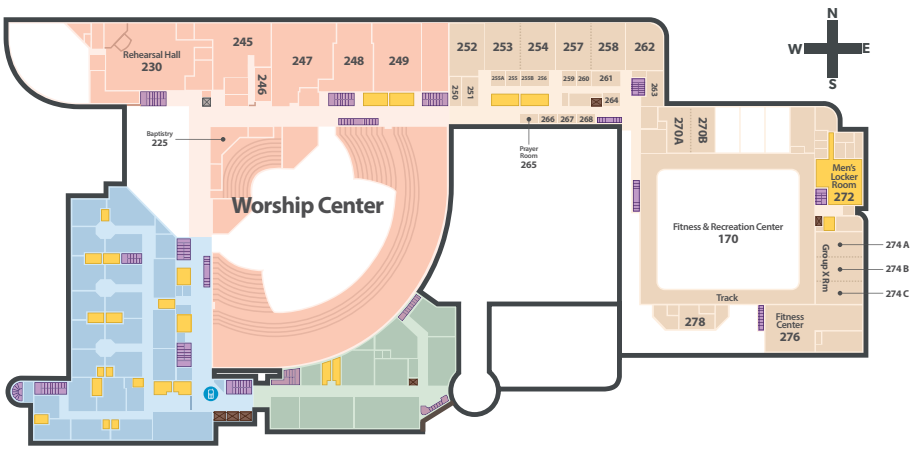 N
W E
S
Rehearsal Hall
230
245
246
247
248
249
252
253
254
257
258
262
250
251
255A
255
255B
256
259
260
261
263
264
266
267
268
Prayer
Room
265
Baptistry
225
Worship Center
270A
270B
Men's
Locker
Room
272
Fitness & Recreation Center
170
Track
Group X Rm
274 A
274 B
274 C
278
Fitness
Center
276